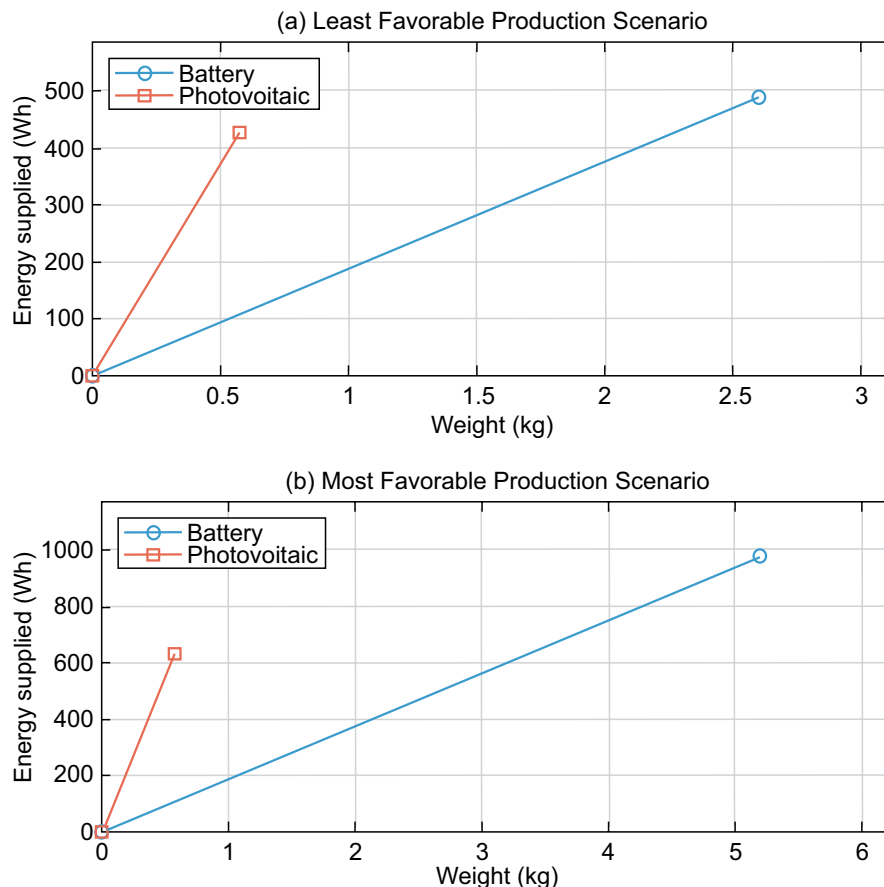 (a) Least Favorable Production Scenario
Energy supplied (Wh)
500
400
300
200
100
0
Battery
Photovoitaic
0 0.5 1 1.5 2 2.5 3
Weight (kg)
(b) Most Favorable Production Scenario
Energy supplied (Wh)
1000
800
600
400
200
0
Battery
Photovoitaic
0 1 2 3 4 5 6
Weight (kg)